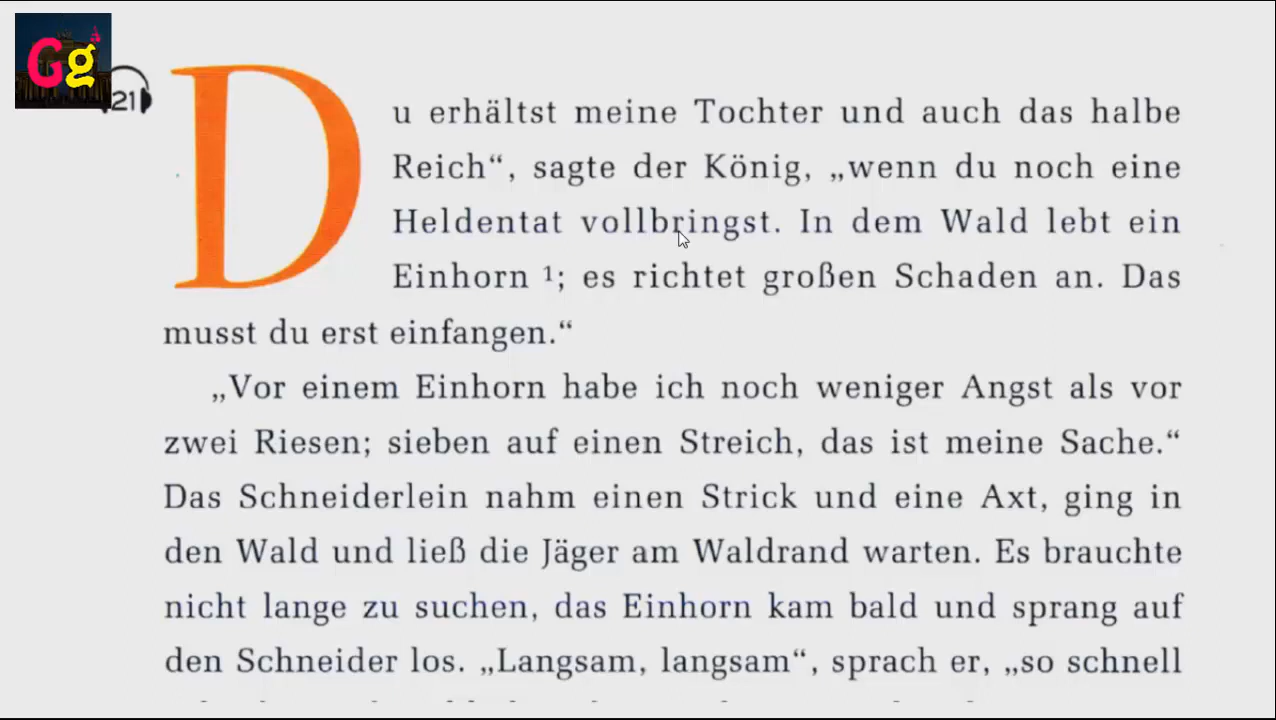 Gg
21
Du erhältst meine Tochter und auch das halbe
Reich“, sagte der König, „wenn du noch eine
Heldentat vollbringst. In dem Wald lebt ein
Einhorn ¹; es richtet großen Schaden an. Das
musst du erst einfangen.“
„Vor einem Einhorn habe ich noch weniger Angst als vor
zwei Riesen; sieben auf einen Streich, das ist meine Sache.“
Das Schneiderlein nahm einen Strick und eine Axt, ging in
den Wald und ließ die Jäger am Waldrand warten. Es brauchte
nicht lange zu suchen, das Einhorn kam bald und sprang auf
den Schneider los. „Langsam, langsam“, sprach er, „so schnell